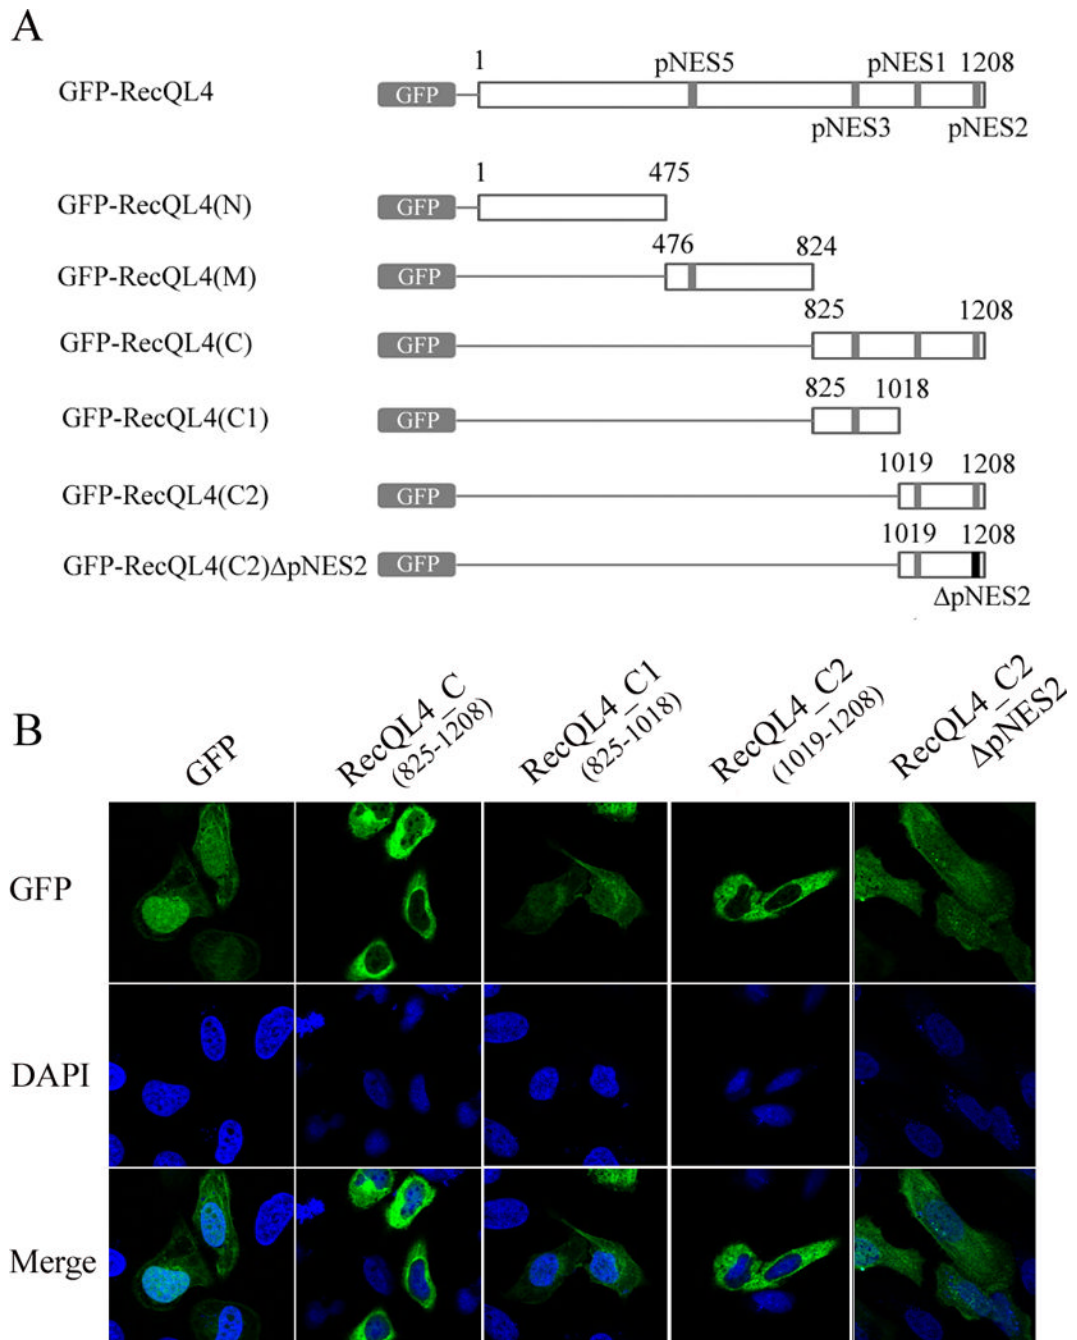 A
1 pNES5 pNES1 1208
GFP-RecQL4 GFP
pNES3 pNES2
1 475
GFP-RecQL4(N) GFP
476 824
GFP-RecQL4(M) GFP
825 1208
GFP-RecQL4(C) GFP
825 1018
GFP-RecQL4(C1) GFP
1019 1208
GFP-RecQL4(C2) GFP
1019 1208
GFP-RecQL4(C2)ΔpNES2 GFP
ΔpNES2
B
GFP
RecQL4_C
(825-1208)
RecQL4_C1
(825-1018)
RecQL4_C2
(1019-1208)
RecQL4_C2
ΔpNES2
GFP
DAPI
Merge